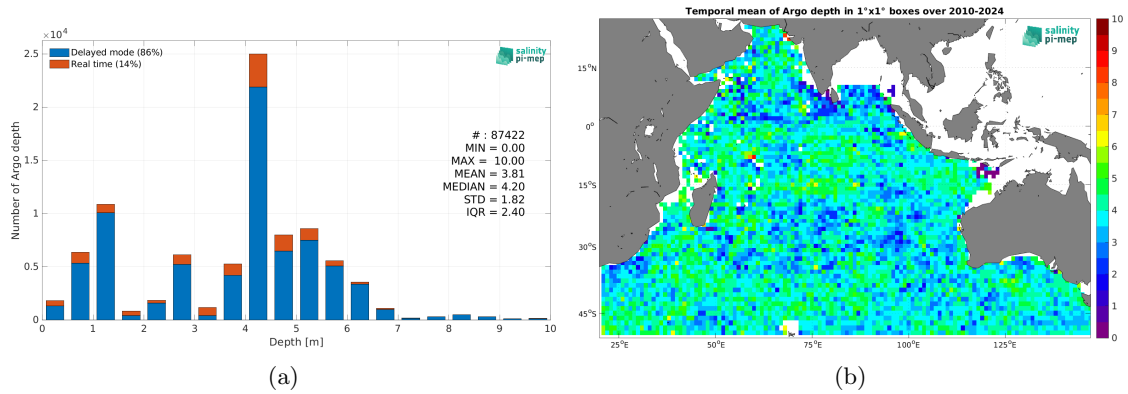 ×10⁴
Delayed mode (86%)
Real time (14%)
salinity
pi-mep
# : 87422
MIN = 0.00
MAX = 10.00
MEAN = 3.81
MEDIAN = 4.20
STD = 1.82
IQR = 2.40
Number of Argo depth
2.5
2
1.5
1
0.5
0
0 1 2 3 4 5 6 7 8 9 10
Depth [m]
(a)
Temporal mean of Argo depth in 1°x1° boxes over 2010-2024
salinity
pi-mep
15°N
0°
15°S
30°S
45°S
25°E 50°E 75°E 100°E 125°E
10
9
8
7
6
5
4
3
2
1
0
(b)